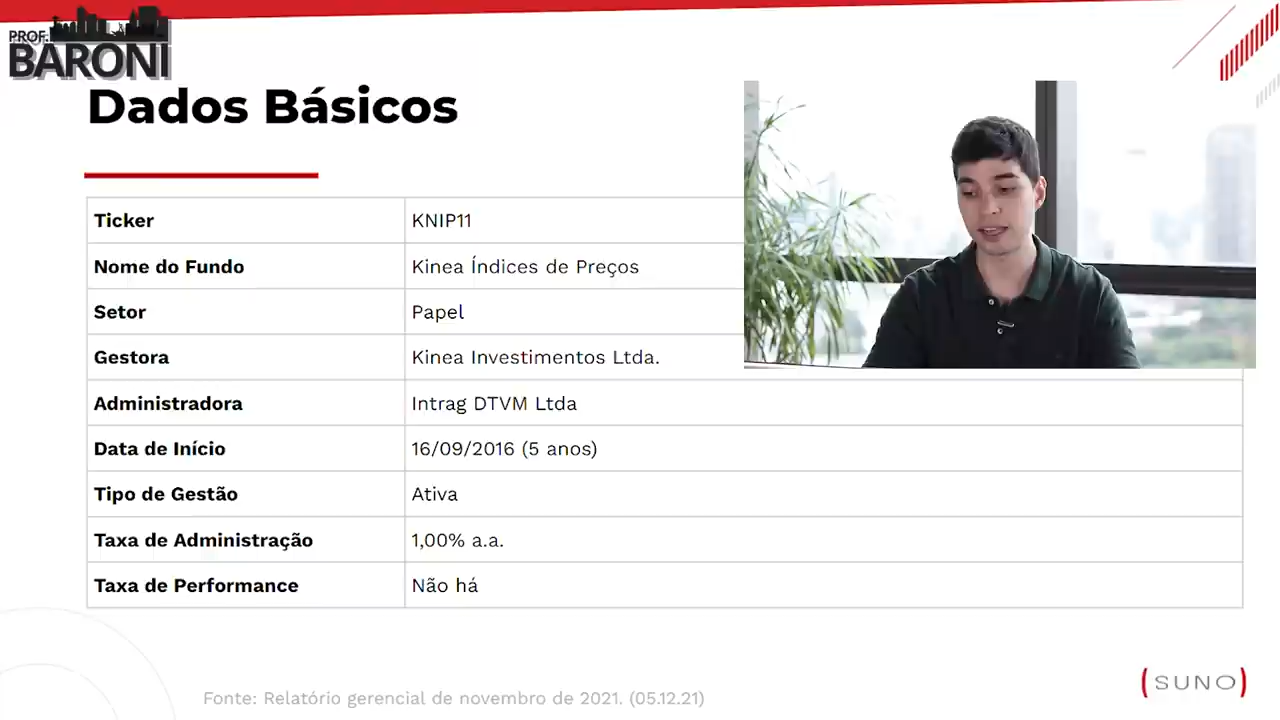 PROF.
BARONI
Dados Básicos
Ticker KNIP11
Nome do Fundo Kinea Índices de Preços
Setor Papel
Gestora Kinea Investimentos Ltda.
Administradora Intrag DTVM Ltda
Data de Início 16/09/2016 (5 anos)
Tipo de Gestão Ativa
Taxa de Administração 1,00% a.a.
Taxa de Performance Não há
Fonte: Relatório gerencial de novembro de 2021. (05.12.21)
(SUNO)